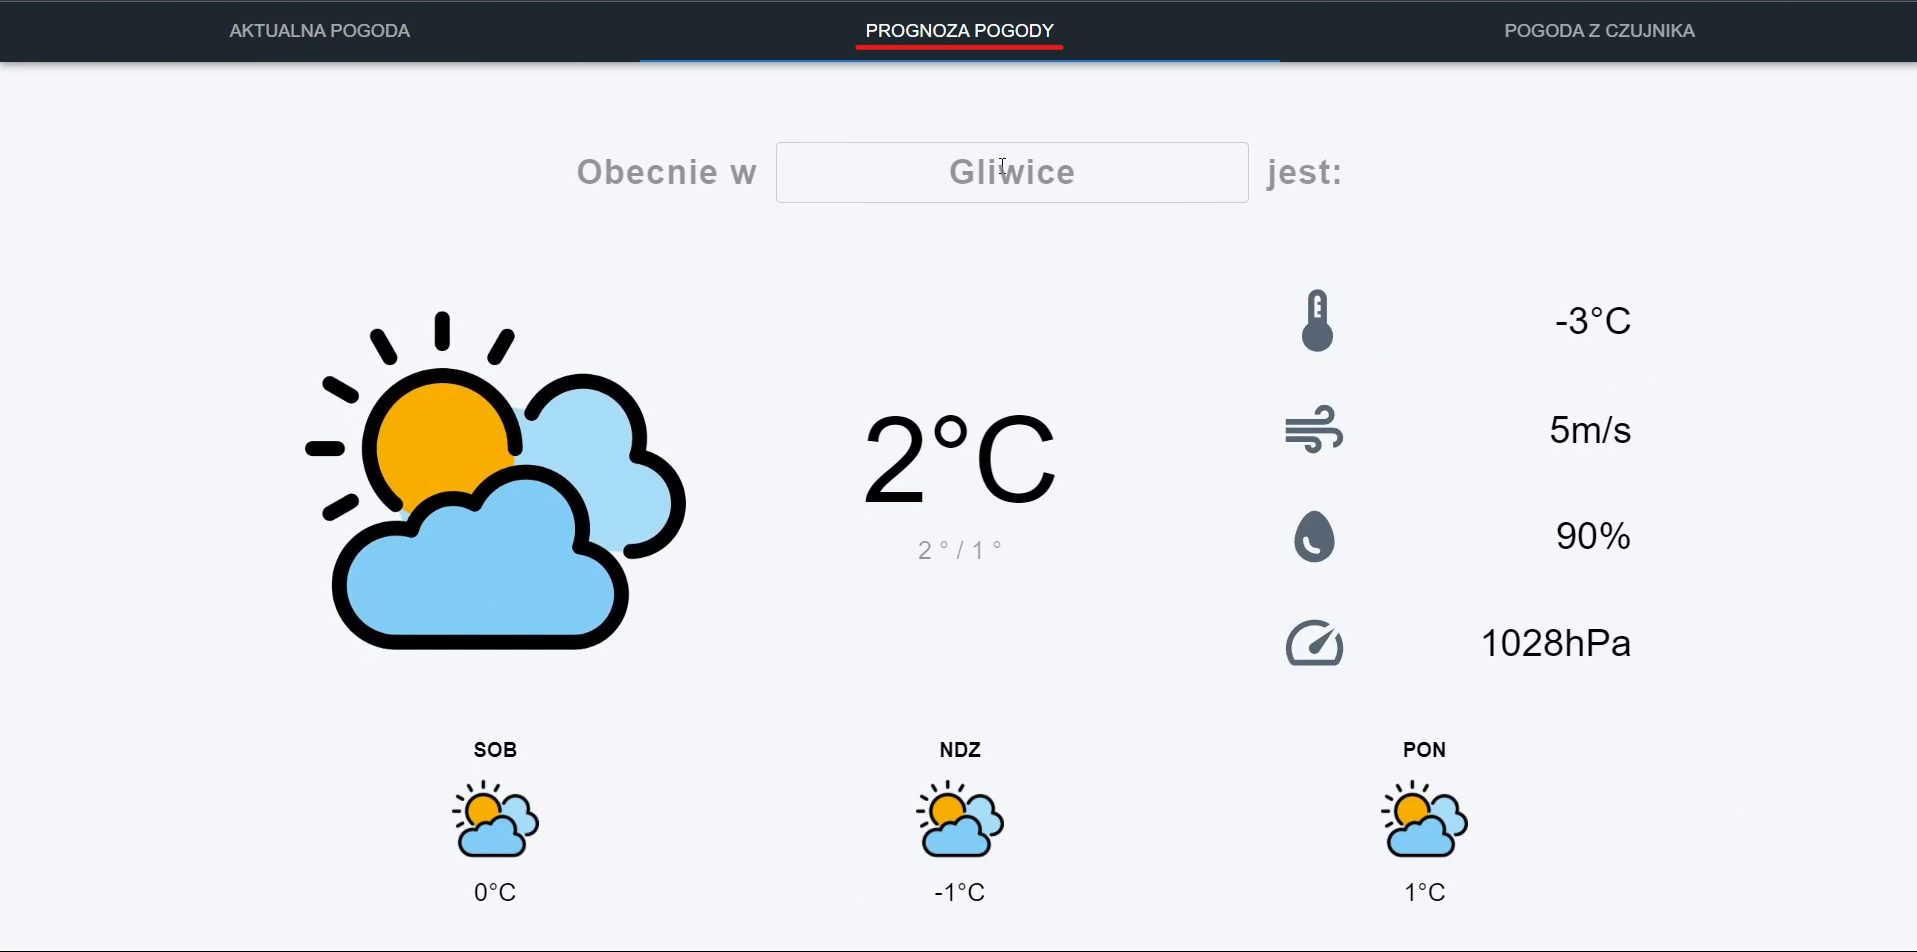 AKTUALNA POGODA PROGNOZA POGODY POGODA Z CZUJNIKA
Obecnie w Gliwice jest:
-3°C
5m/s
2°C
2 ° / 1 °
90%
1028hPa
SOB NDZ PON
0°C -1°C 1°C